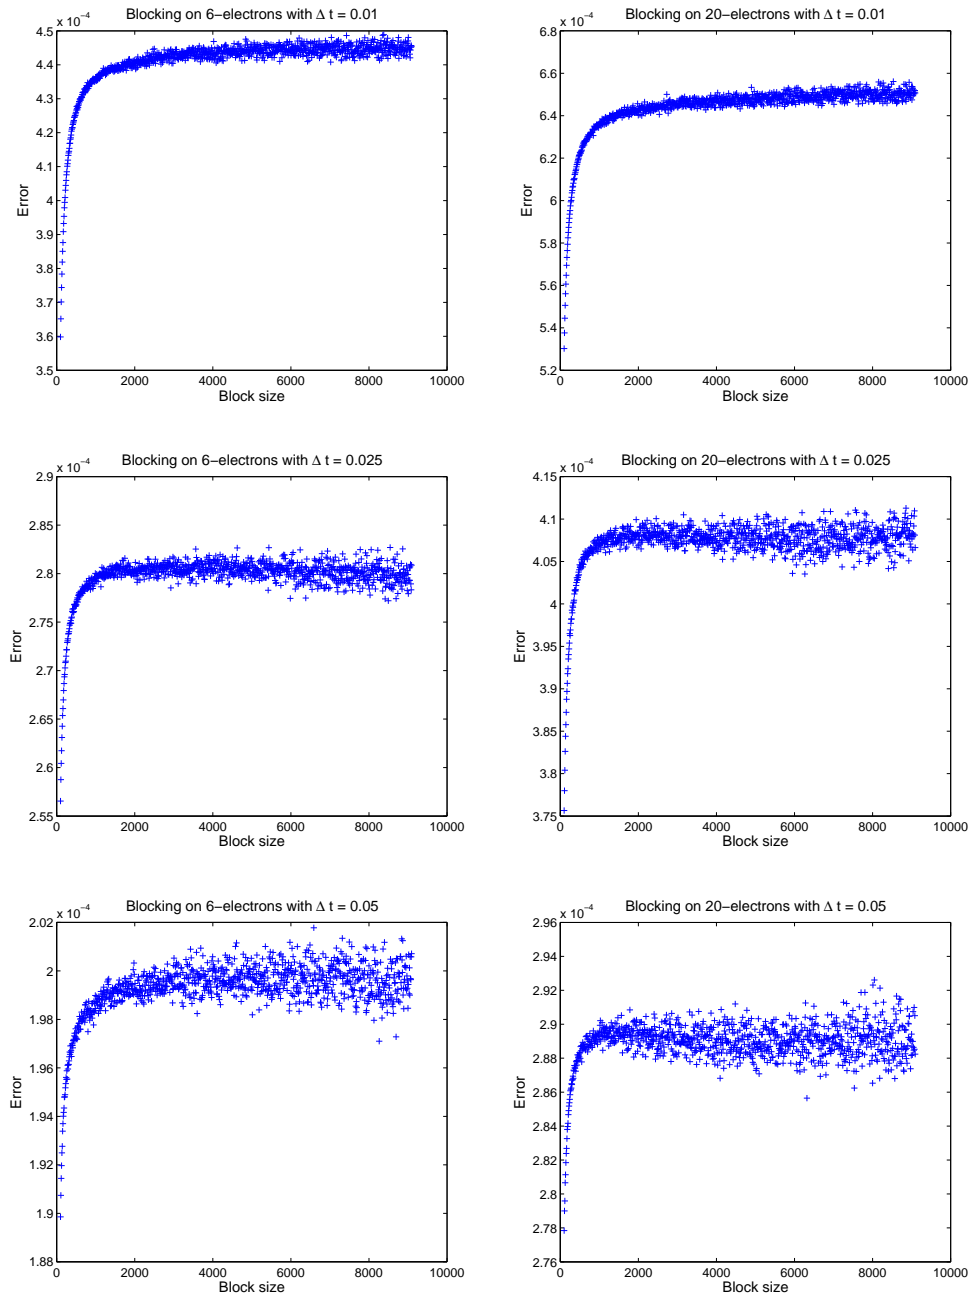 Blocking on 6−electrons with Δ t = 0.01
x 10−4
4.5
4.4
4.3
4.2
4.1
4
3.9
3.8
3.7
3.6
3.5
Error
0 2000 4000 6000 8000 10000
Block size
Blocking on 20−electrons with Δ t = 0.01
x 10−4
6.8
6.6
6.4
6.2
6
5.8
5.6
5.4
5.2
Error
0 2000 4000 6000 8000 10000
Block size
Blocking on 6−electrons with Δ t = 0.025
x 10−4
2.9
2.85
2.8
2.75
2.7
2.65
2.6
2.55
Error
0 2000 4000 6000 8000 10000
Block size
Blocking on 20−electrons with Δ t = 0.025
x 10−4
4.15
4.1
4.05
4
3.95
3.9
3.85
3.8
3.75
Error
0 2000 4000 6000 8000 10000
Block size
Blocking on 6−electrons with Δ t = 0.05
x 10−4
2.02
2
1.98
1.96
1.94
1.92
1.9
1.88
Error
0 2000 4000 6000 8000 10000
Block size
Blocking on 20−electrons with Δ t = 0.05
x 10−4
2.96
2.94
2.92
2.9
2.88
2.86
2.84
2.82
2.8
2.78
2.76
Error
0 2000 4000 6000 8000 10000
Block size